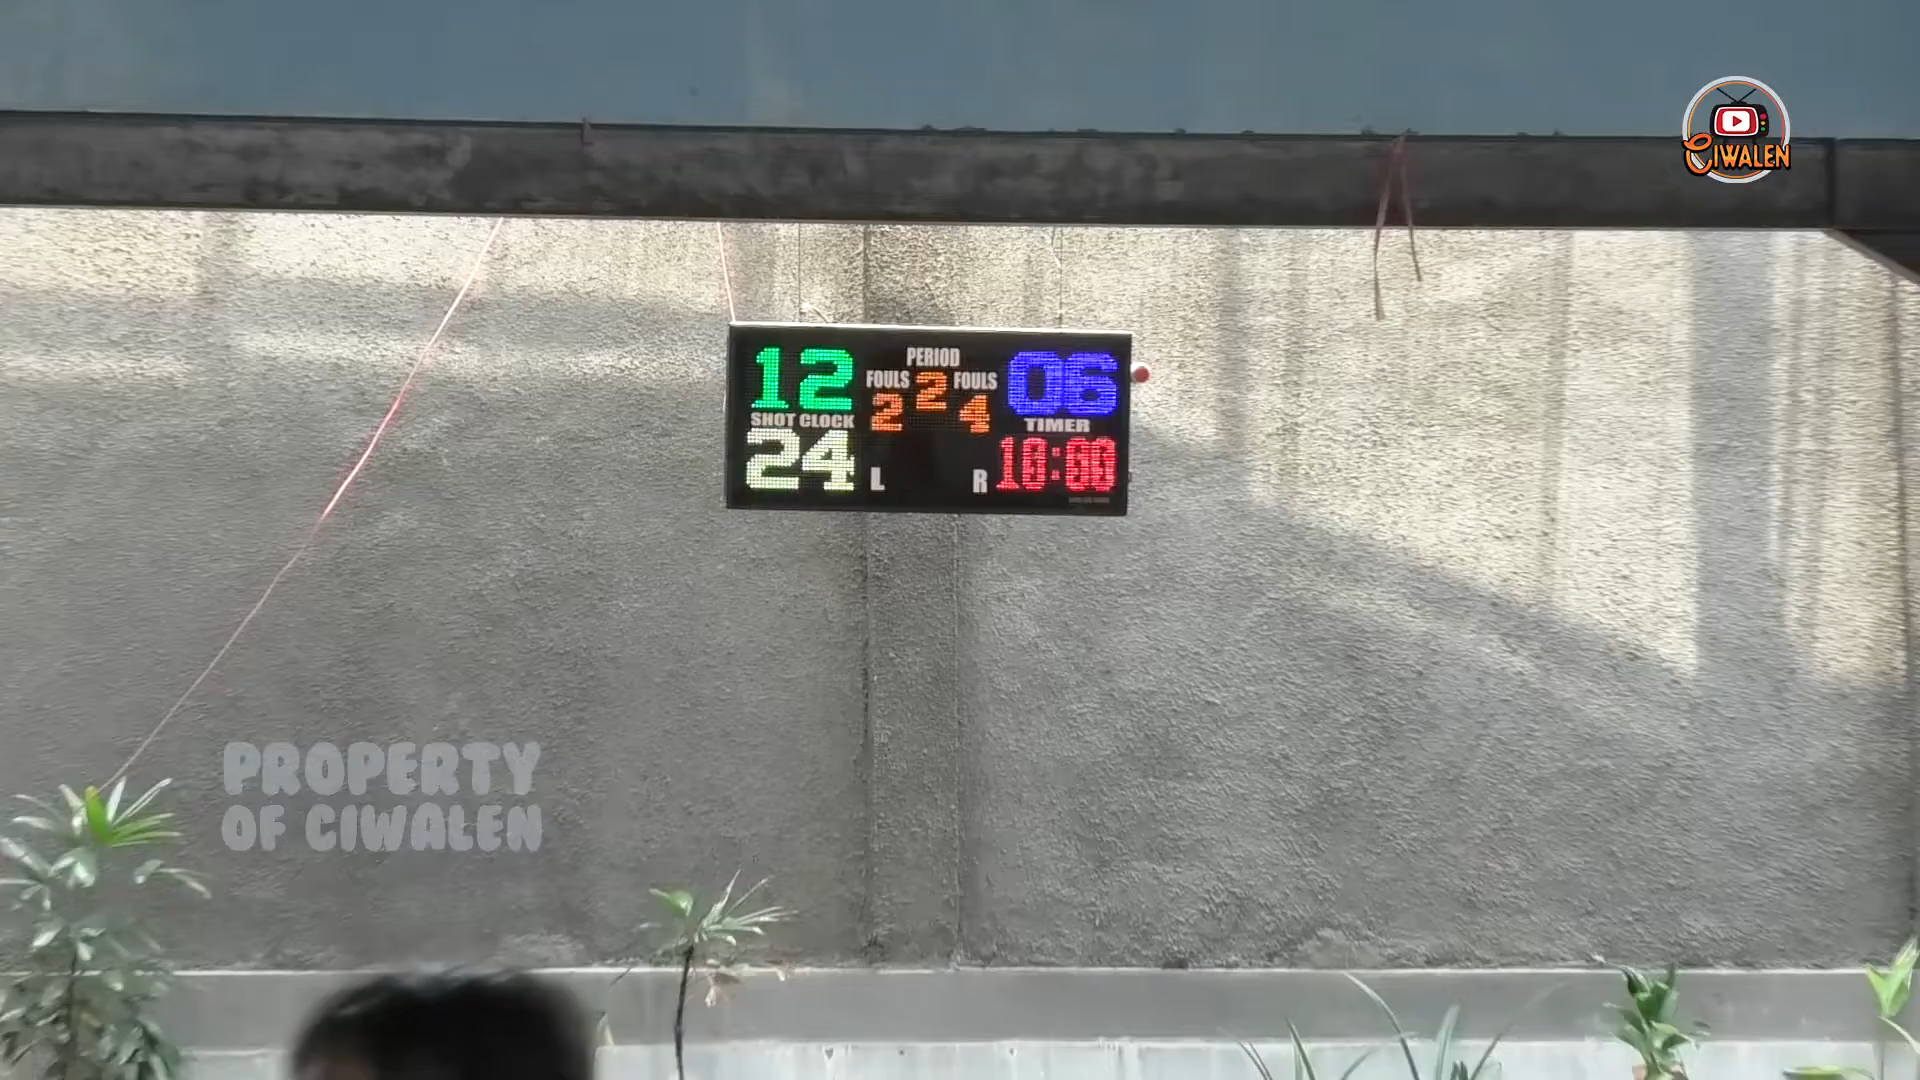 CIWALEN
12 PERIOD 06
FOULS 2 FOULS
2 4
SHOT CLOCK TIMER
24 L R 10:00
PROPERTY
OF CIWALEN